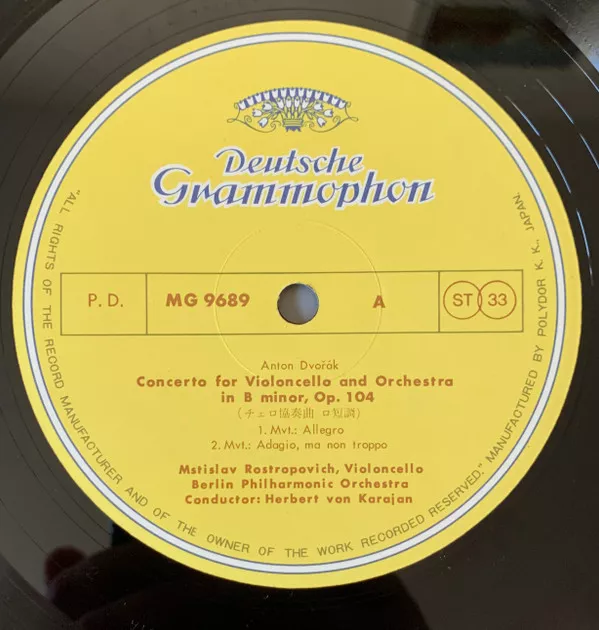 Deutsche
Grammophon
P. D.
MG 9689
A
ST 33
Anton Dvořák
Concerto for Violoncello and Orchestra
in B minor, Op. 104
(チェロ協奏曲 ロ短調)
1. Mvt.: Allegro
2. Mvt.: Adagio, ma non troppo
Mstislav Rostropovich, Violoncello
Berlin Philharmonic Orchestra
Conductor: Herbert von Karajan
"ALL RIGHTS OF THE RECORD MANUFACTURER AND OF THE OWNER OF THE WORK RECORDED RESERVED." MANUFACTURED BY POLYDOR K. K., JAPAN.